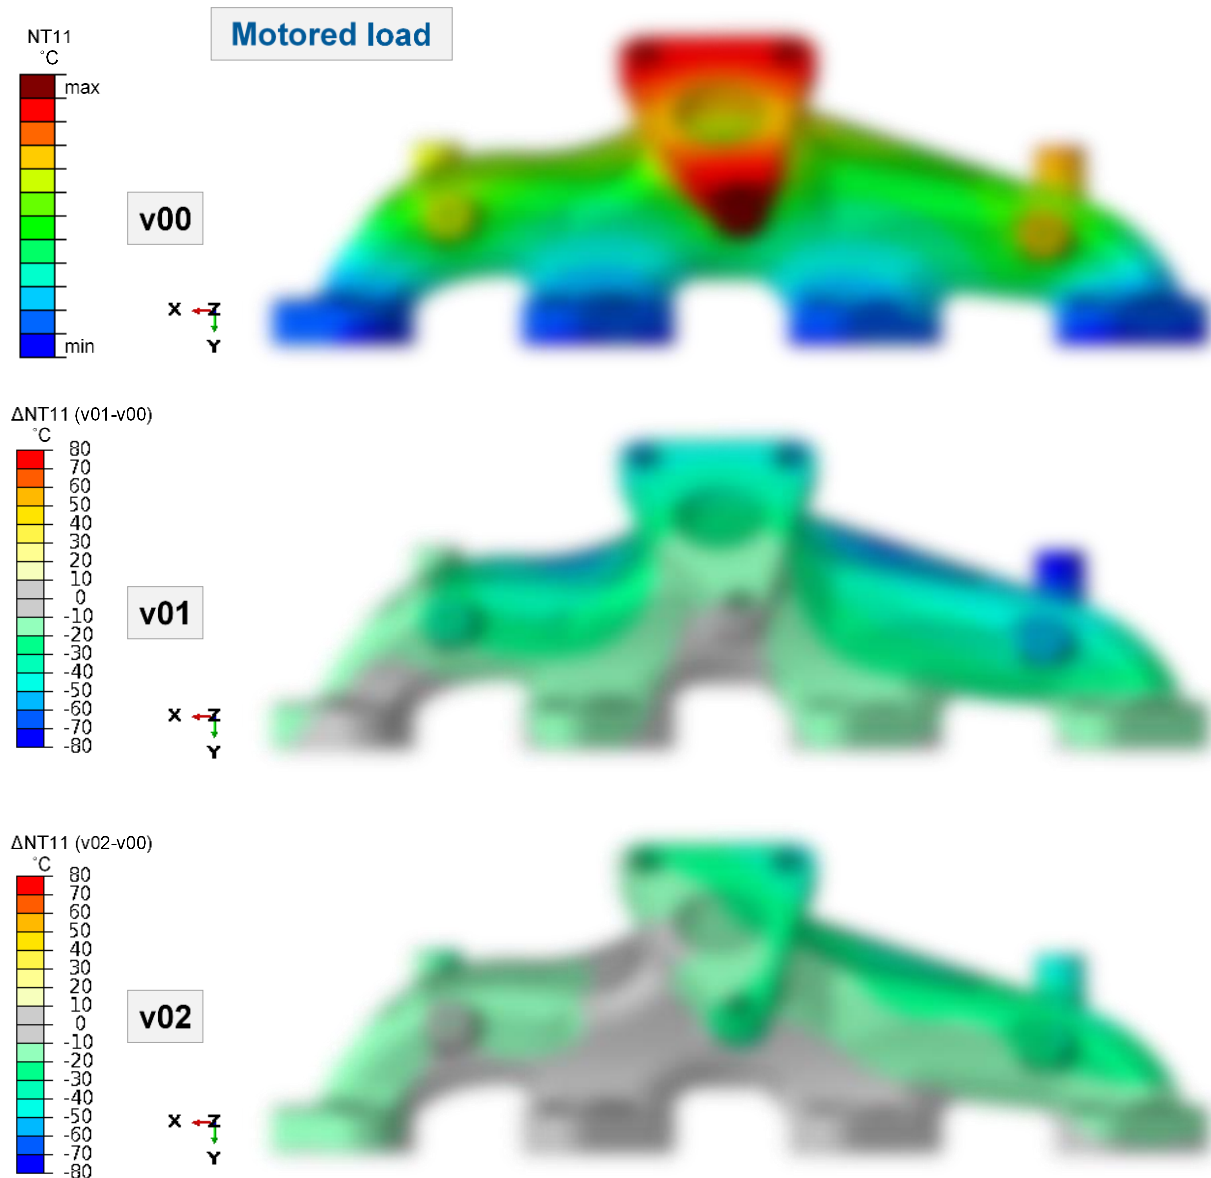 Motored load
NT11
°C
max
min
v00
X
Z
Y
ΔNT11 (v01-v00)
°C
80
70
60
50
40
30
20
10
0
-10
-20
-30
-40
-50
-60
-70
-80
v01
X
Z
Y
ΔNT11 (v02-v00)
°C
80
70
60
50
40
30
20
10
0
-10
-20
-30
-40
-50
-60
-70
-80
v02
X
Z
Y